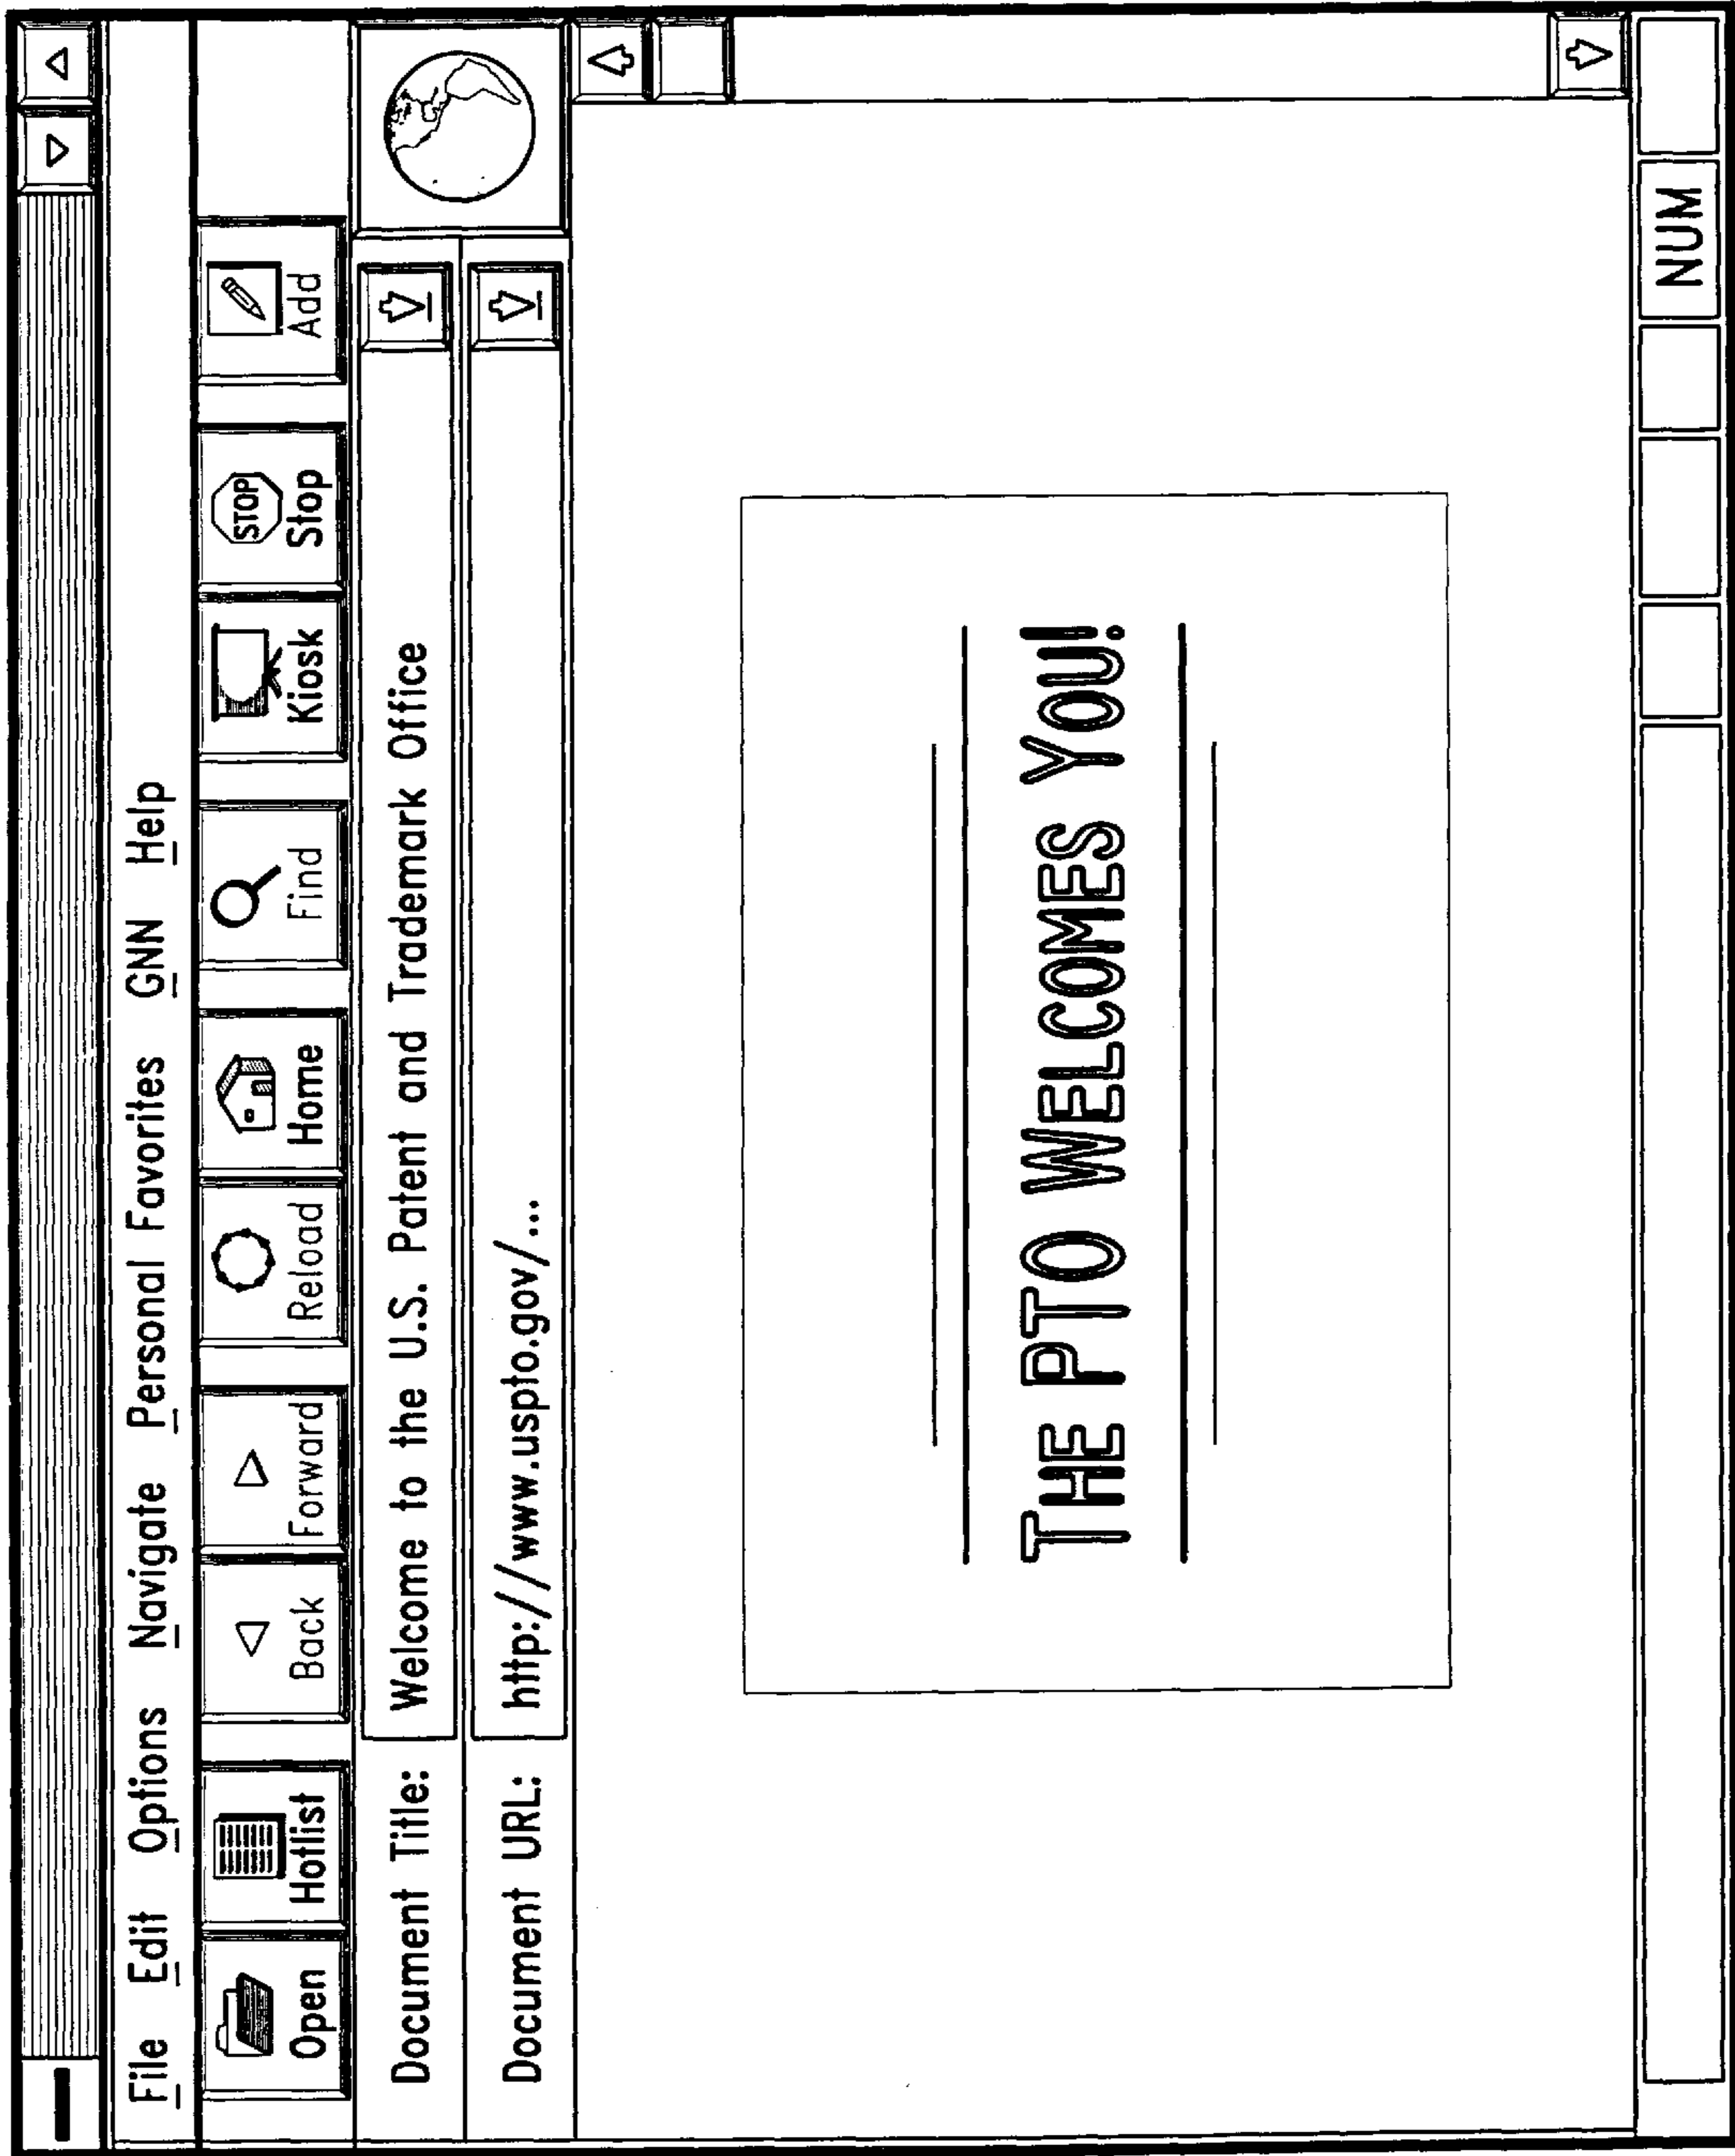 File Edit Options Navigate Personal Favorites GNN Help
STOP
Open Hotlist Back Forward Reload Home Find Kiosk Stop Add
Document Title: Welcome to the U.S. Patent and Trademark Office
Document URL: http://www.uspto.gov/...
THE PTO WELCOMES YOU!
NUM